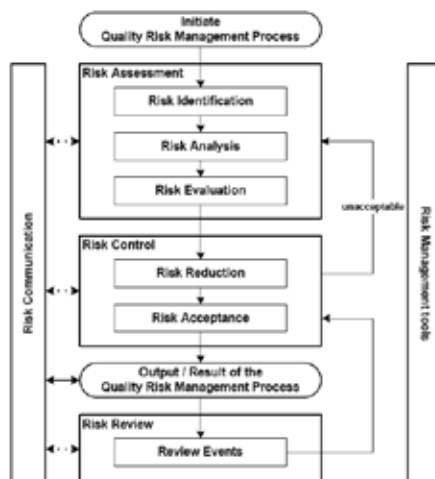 Initiate
Quality Risk Management Process
Risk Assessment
Risk Identification
Risk Analysis
Risk Evaluation
unacceptable
Risk Control
Risk Reduction
Risk Acceptance
Output / Result of the
Quality Risk Management Process
Risk Review
Review Events
Risk Communication
Risk Management tools